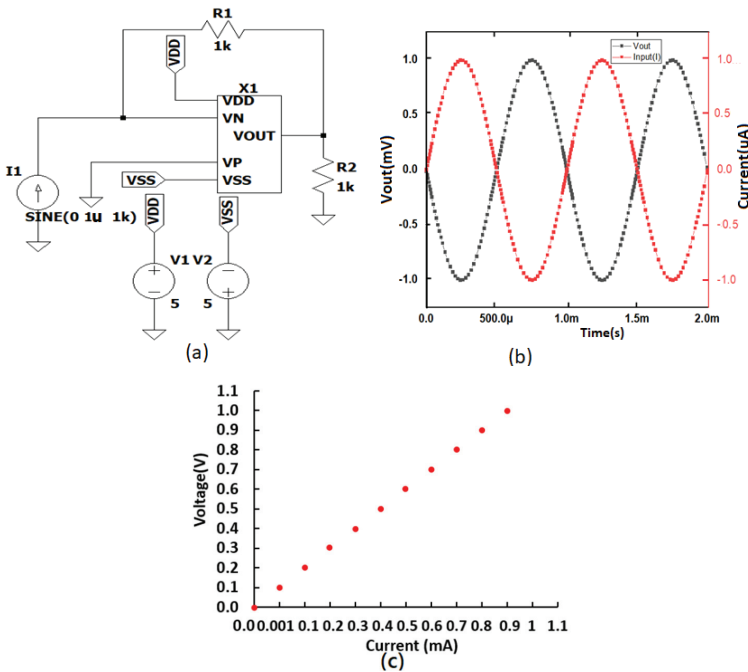 R1
1k
VDD
X1
VDD
VN
VOUT
VP
VSS
VSS
I1
SINE(0 1u 1k)
R2
1k
VDD
VSS
V1 V2
5
5
(a)
Vout
Input(I)
1.0
0.5
0.0
-0.5
-1.0
Vout(mV)
1.0
0.5
0.0
-0.5
-1.0
Current(uA)
0.0 500.0µ 1.0m 1.5m 2.0m
Time(s)
(b)
1.1
1.0
0.9
0.8
0.7
0.6
0.5
0.4
0.3
0.2
0.1
0.0
Voltage(V)
0.0 0.001 0.1 0.2 0.3 0.4 0.5 0.6 0.7 0.8 0.9 1 1.1
Current (mA)
(c)